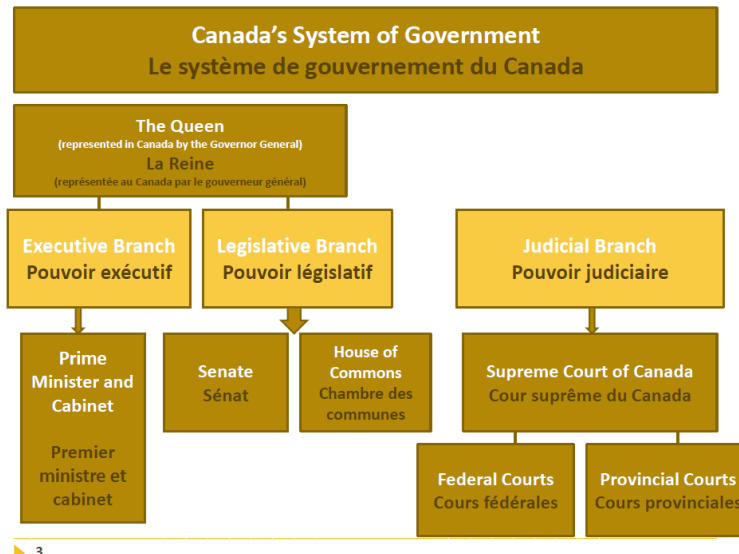 Canada's System of Government
Le système de gouvernement du Canada
The Queen
(represented in Canada by the Governor General)
La Reine
(représentée au Canada par le gouverneur général)
Executive Branch
Pouvoir exécutif
Legislative Branch
Pouvoir législatif
Judicial Branch
Pouvoir judiciaire
Prime
Minister and
Cabinet
Premier
ministre et
cabinet
Senate
Sénat
House of
Commons
Chambre des
communes
Supreme Court of Canada
Cour suprême du Canada
Federal Courts
Cours fédérales
Provincial Courts
Cours provinciales
3